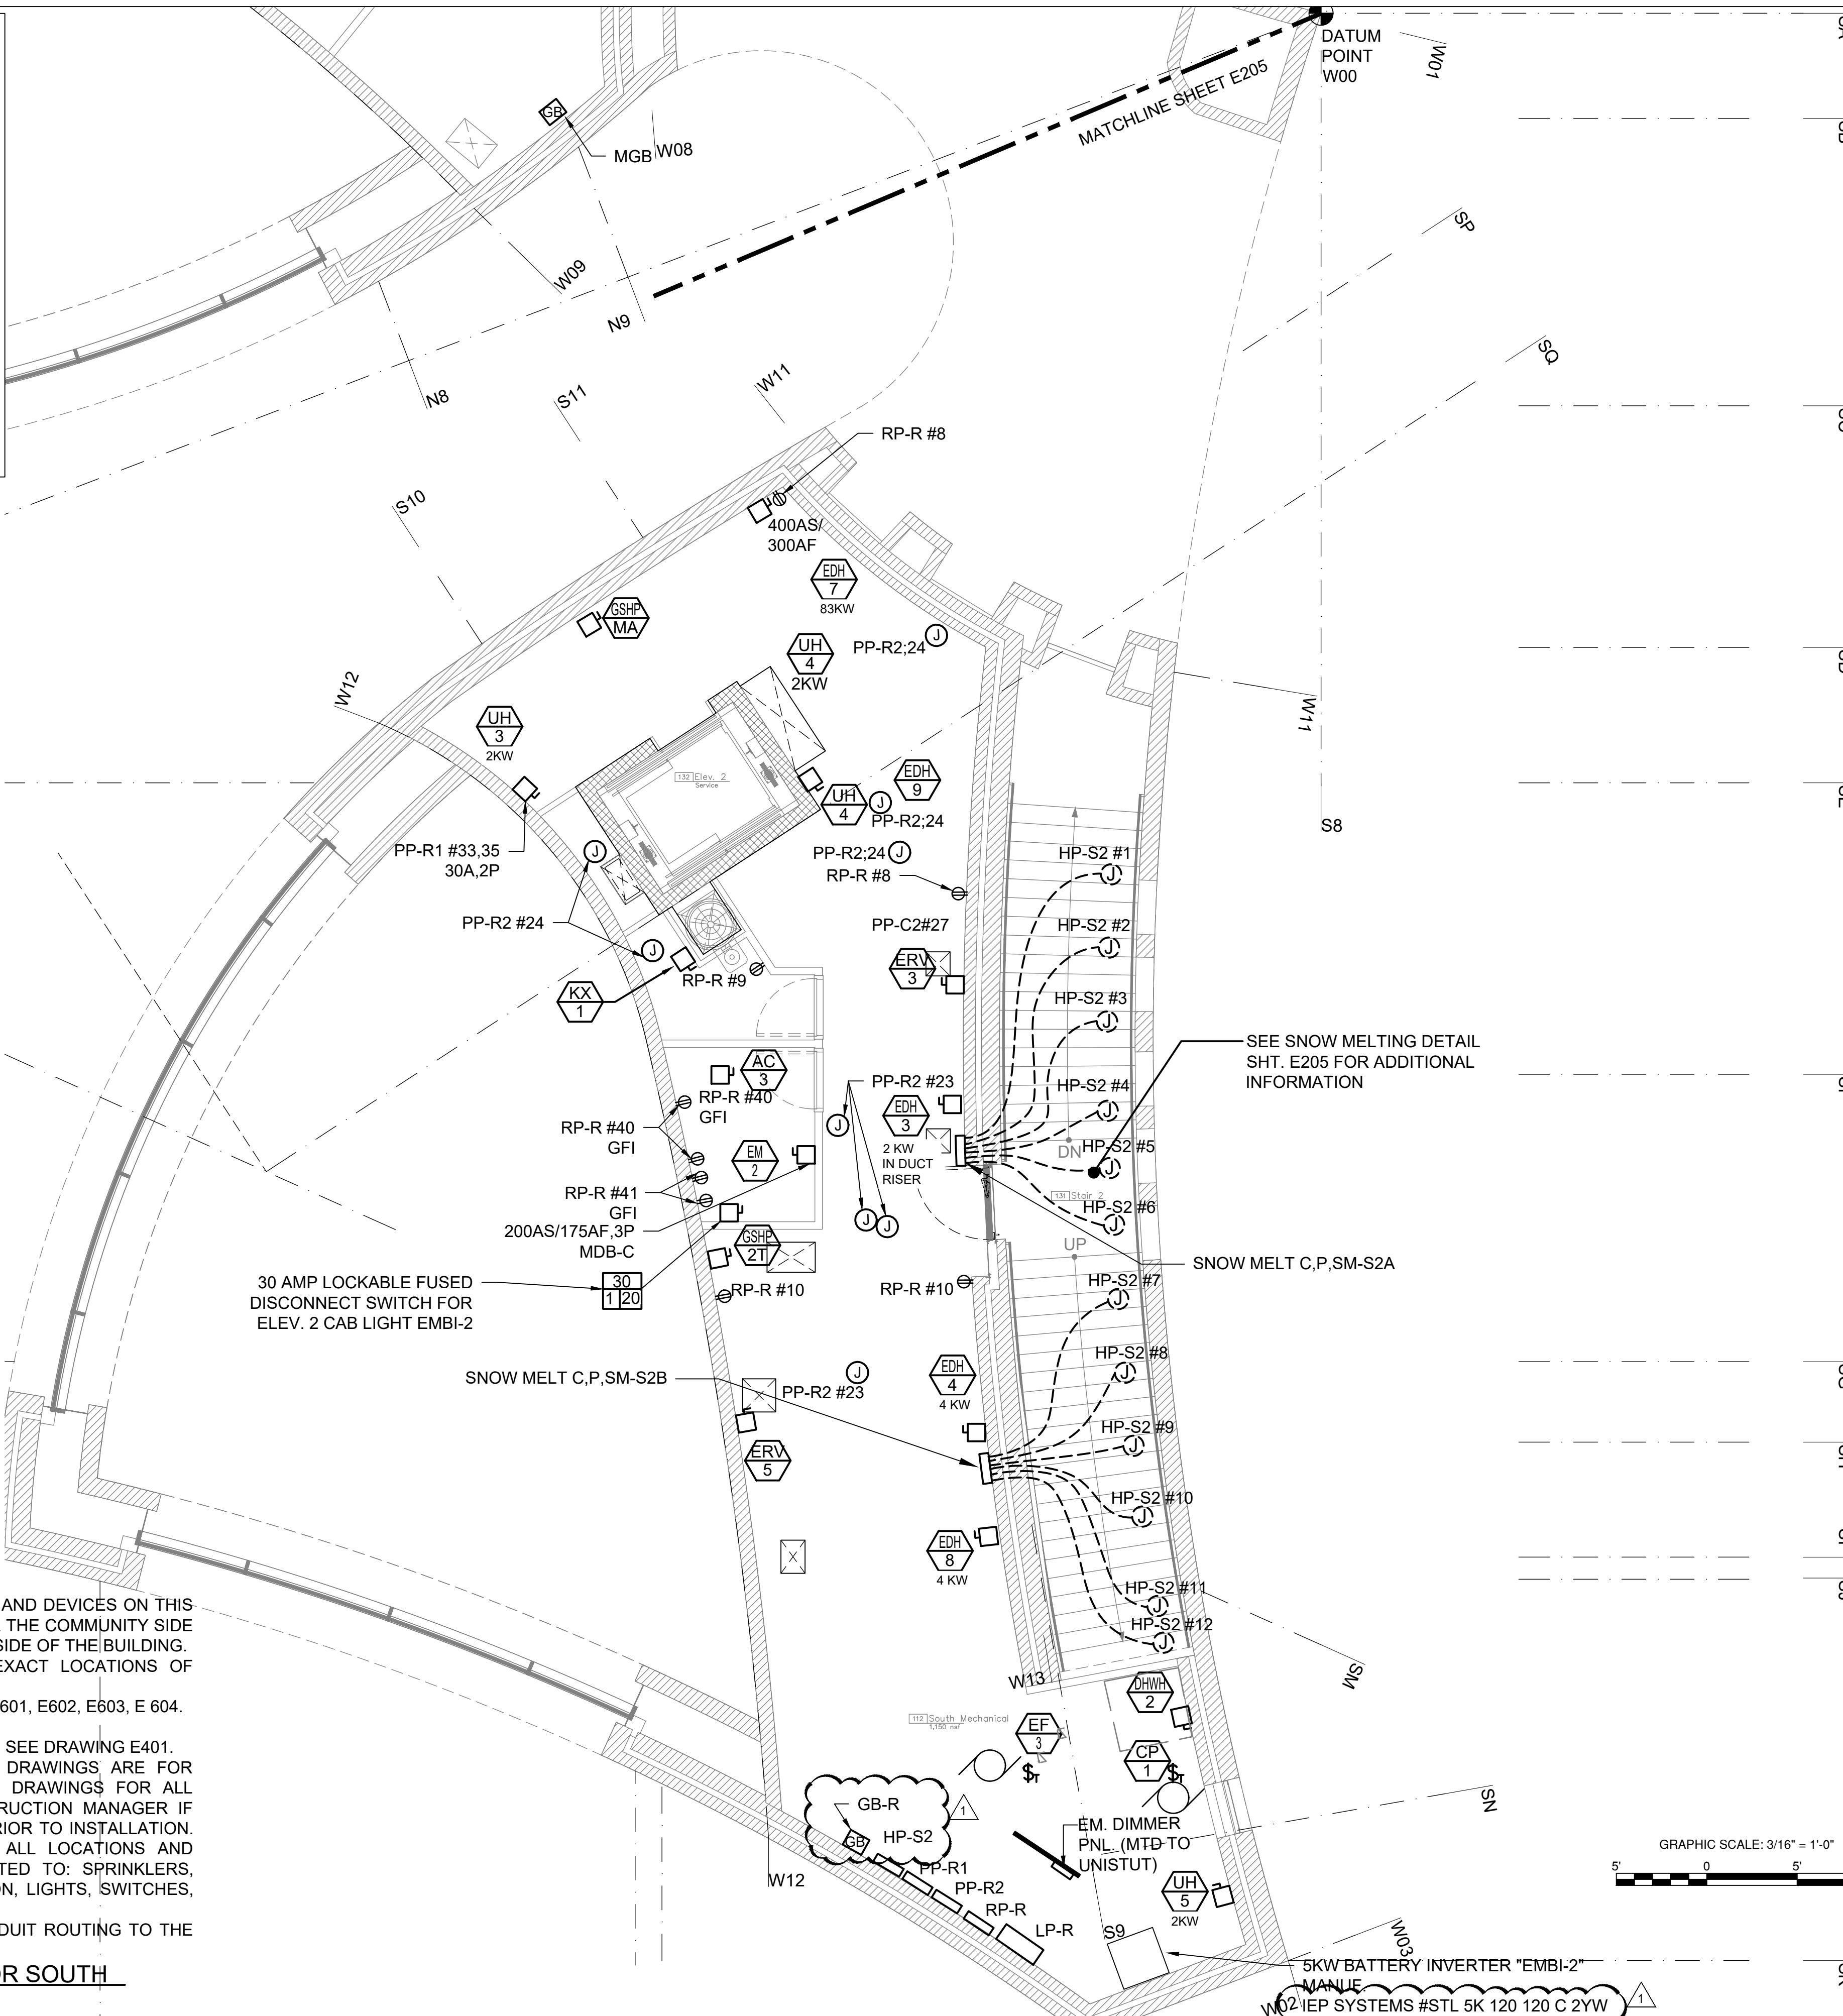 DATUM
POINT
W00
W01
MATCHLINE SHEET E205
GB
MGB
W08
W09
N9
N8
SP
SQ
S11
W11
S10
RP-R #8
400AS/
300AF
EDH
7
83KW
GSHP
MA
UH
4
2KW
PP-R2;24
J
W12
UH
3
2KW
W11
S8
132 Elev. 2
Service
EDH
9
UH
4
J
PP-R2;24
PP-R1 #33,35
30A,2P
J
PP-R2;24 J
RP-R #8
HP-S2 #1
J
PP-R2 #24
J
PP-C2#27
HP-S2 #2
J
ERV
3
RP-R #9
KX
1
HP-S2 #3
J
SEE SNOW MELTING DETAIL
SHT. E205 FOR ADDITIONAL
INFORMATION
AC
3
RP-R #40
GFI
PP-R2 #23
J
EDH
3
2 KW
IN DUCT
RISER
HP-S2 #4
J
RP-R #40
GFI
EM
2
DN
HP-S2 #5
J
RP-R #41
GFI
131 Stair 2
HP-S2 #6
J
J J
200AS/175AF,3P
MDB-C
GSHP
2T
UP
SNOW MELT C,P,SM-S2A
30 AMP LOCKABLE FUSED
DISCONNECT SWITCH FOR
ELEV. 2 CAB LIGHT EMBI-2
30
1 20
RP-R #10
RP-R #10
HP-S2 #7
J
HP-S2 #8
J
SNOW MELT C,P,SM-S2B
J
PP-R2 #23
EDH
4
4 KW
ERV
5
HP-S2 #9
J
HP-S2 #10
J
EDH
8
4 KW
HP-S2 #11
J
HP-S2 #12
J
SM
W13
AND DEVICES ON THIS
THE COMMUNITY SIDE
SIDE OF THE BUILDING.
EXACT LOCATIONS OF
601, E602, E603, E 604.
SEE DRAWING E401.
DRAWINGS ARE FOR
DRAWINGS FOR ALL
RUCTION MANAGER IF
RIOR TO INSTALLATION.
ALL LOCATIONS AND
TED TO: SPRINKLERS,
ON, LIGHTS, SWITCHES,
DUIT ROUTING TO THE
OR SOUTH
DHWH
2
112 South Mechanical
1,150 nsf
EF
3
$T
CP
1
$T
SN
GB-R
GB
HP-S2
1
EM. DIMMER
PNL. (MTD TO
UNISTUT)
PP-R1
PP-R2
RP-R
LP-R
W12
UH
5
2KW
S9
GRAPHIC SCALE: 3/16" = 1'-0"
5' 0 5'
W03
5KW BATTERY INVERTER "EMBI-2"
MANUF.
IEP SYSTEMS #STL 5K 120 120 C 2YW
W02
1